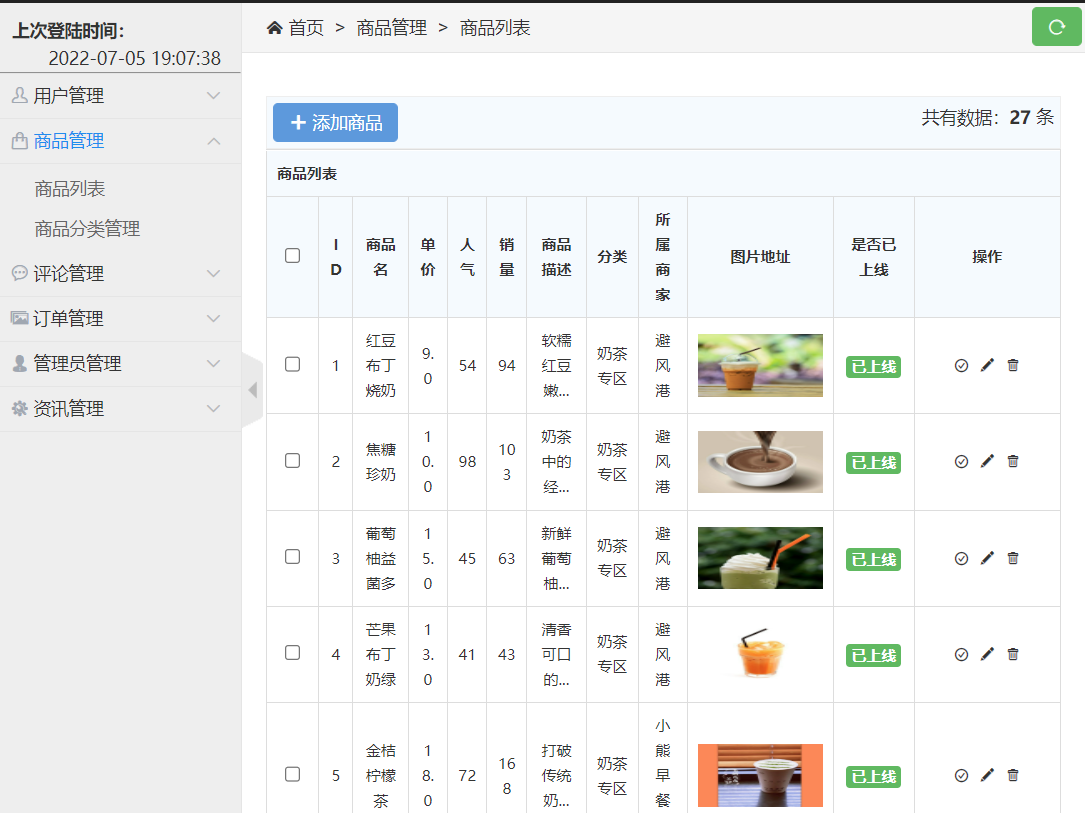 上次登陆时间：
2022-07-05 19:07:38
用户管理
商品管理
商品列表
商品分类管理
评论管理
订单管理
管理员管理
资讯管理
首页 > 商品管理 > 商品列表
添加商品
共有数据：27 条
商品列表
I
D
商品
名
单
价
人
气
销
量
商品
描述
分类
所
属
商
家
图片地址
是否已
上线
操作
1
红豆
布丁
烧奶
9.
0
54
94
软糯
红豆
嫩...
奶茶
专区
避
风
港
已上线
2
焦糖
珍奶
1
0.
0
98
10
3
奶茶
中的
经...
奶茶
专区
避
风
港
已上线
3
葡萄
柚益
菌多
1
5.
0
45
63
新鲜
葡萄
柚...
奶茶
专区
避
风
港
已上线
4
芒果
布丁
奶绿
1
3.
0
41
43
清香
可口
的...
奶茶
专区
避
风
港
已上线
5
金桔
柠檬
茶
1
8.
0
72
16
8
打破
传统
奶...
奶茶
专区
小
熊
早
餐
已上线